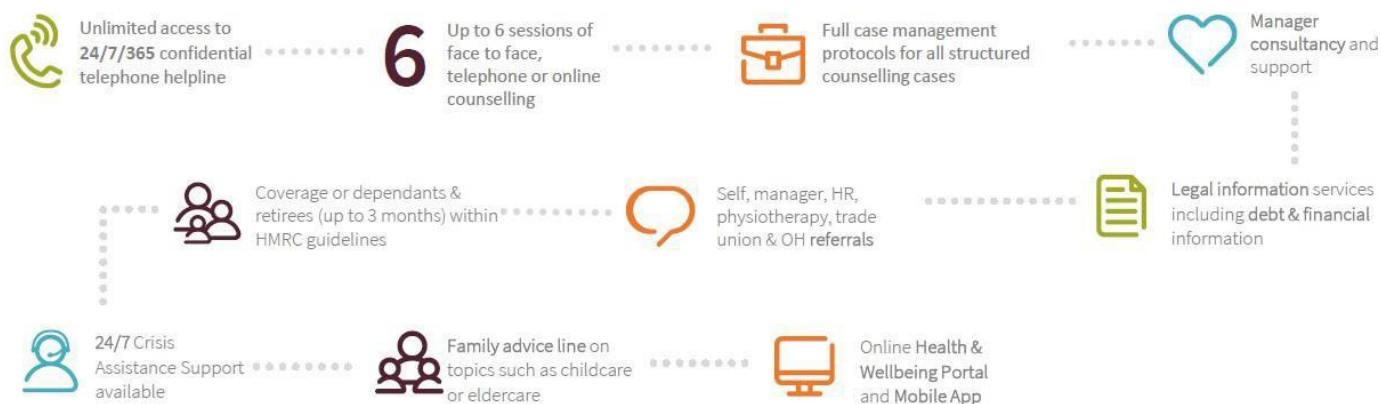 Unlimited access to
24/7/365 confidential
telephone helpline
6
Up to 6 sessions of
face to face,
telephone or online
counselling
Full case management
protocols for all structured
counselling cases
Manager
consultancy and
support
Coverage or dependants &
retirees (up to 3 months) within
HMRC guidelines
Self, manager, HR,
physiotherapy, trade
union & OH referrals
Legal information services
including debt & financial
information
24/7 Crisis
Assistance Support
available
Family advice line on
topics such as childcare
or eldercare
Online Health &
Wellbeing Portal
and Mobile App